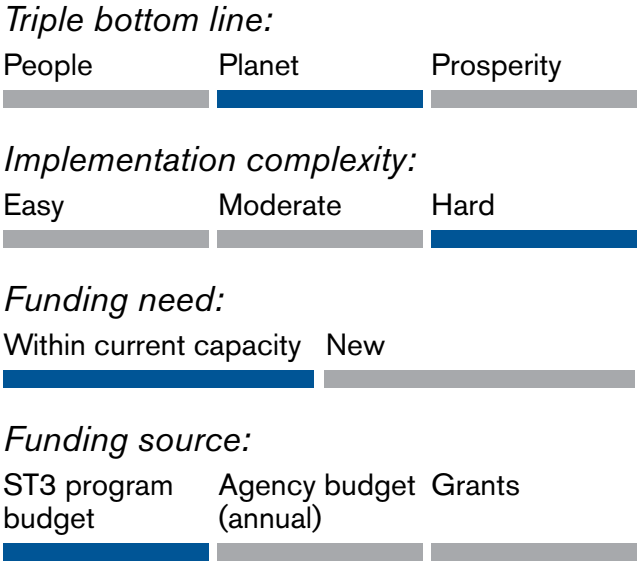 Triple bottom line:
People Planet Prosperity
Implementation complexity:
Easy Moderate Hard
Funding need:
Within current capacity New
Funding source:
ST3 program Agency budget Grants
budget (annual)